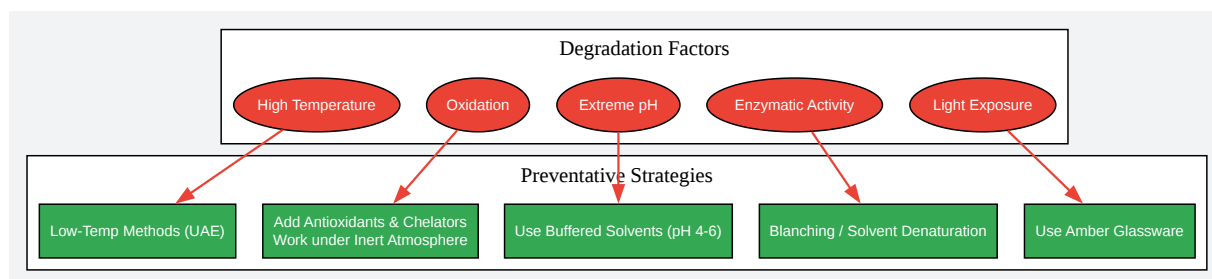 Degradation Factors
High Temperature
Oxidation
Extreme pH
Enzymatic Activity
Light Exposure
Preventative Strategies
Low-Temp Methods (UAE)
Add Antioxidants & Chelators
Work under Inert Atmosphere
Use Buffered Solvents (pH 4-6)
Blanching / Solvent Denaturation
Use Amber Glassware